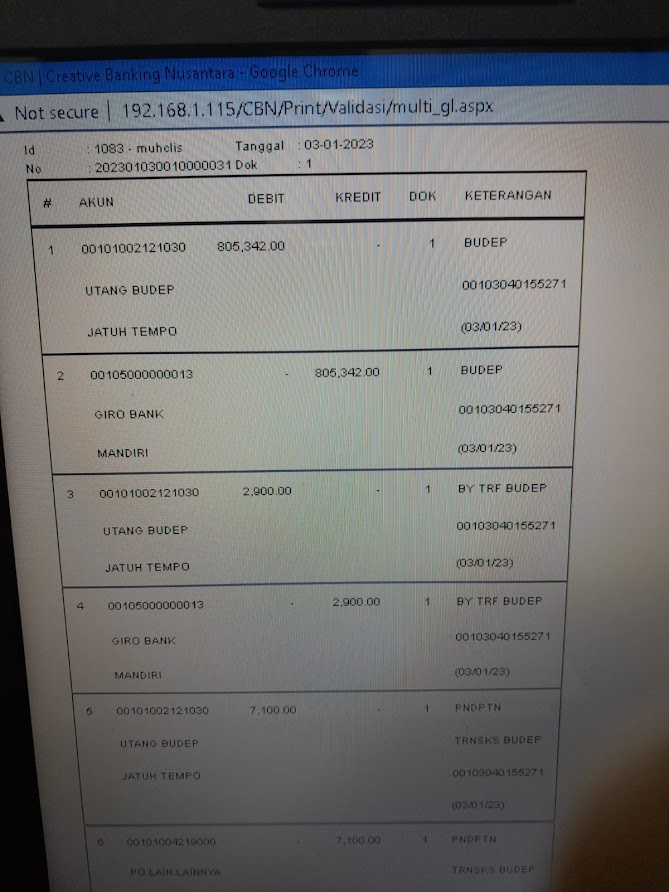 CBN | Creative Banking Nusantara - Google Chrome
Not secure | 192.168.1.115/CBN/Print/Validasi/multi_gl.aspx
Id : 1083 - muholis Tanggal : 03-01-2023
No : 202301030010000031 Dok : 1
# AKUN DEBIT KREDIT DOK KETERANGAN
1 00101002121030 805,342.00 - 1 BUDEP
UTANG BUDEP 00103040155271
JATUH TEMPO (03/01/23)
2 00105000000013 - 805,342.00 1 BUDEP
GIRO BANK 00103040155271
MANDIRI (03/01/23)
3 00101002121030 2,900.00 - 1 BY TRF BUDEP
UTANG BUDEP 00103040155271
JATUH TEMPO (03/01/23)
4 00105000000013 - 2,900.00 1 BY TRF BUDEP
GIRO BANK 00103040155271
MANDIRI (03/01/23)
5 00101002121030 7,100.00 - 1 PNDPTN
UTANG BUDEP TRNSKS BUDEP
JATUH TEMPO 00103040155271
(03/01/23)
6 00101004219000 - 7,100.00 1 PNDPTN
PO.LAIN.LAINNYA TRNSKS BUDEP